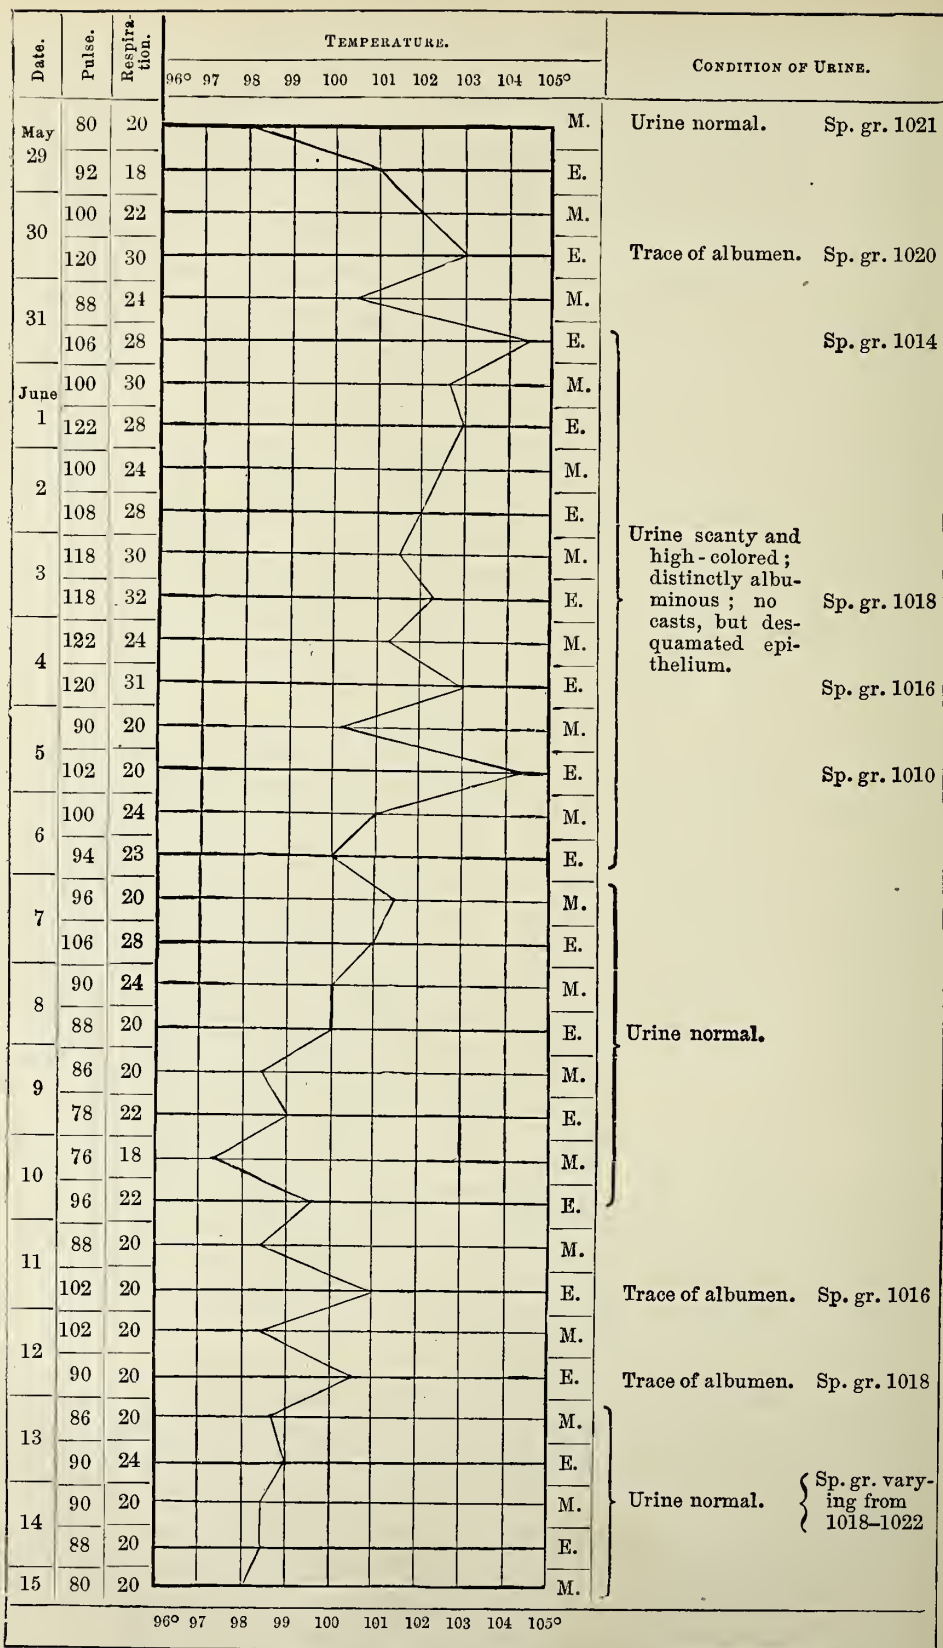 Date. Pulse. Respira-tion. TEMPERATURE. CONDITION OF URINE.
96° 97 98 99 100 101 102 103 104 105°
May 29 80 20 M. Urine normal. Sp. gr. 1021
92 18 E.
30 100 22 M.
120 30 E. Trace of albumen. Sp. gr. 1020
31 88 24 M.
106 28 E. Sp. gr. 1014
June 1 100 30 M.
122 28 E.
2 100 24 M.
108 28 E.
Urine scanty and
3 118 30 M. high-colored;
distinctly albu-
118 32 E. minous; no Sp. gr. 1018
casts, but des-
4 122 24 M. quamated epi-
thelium.
120 31 E. Sp. gr. 1016
5 90 20 M.
102 20 E. Sp. gr. 1010
6 100 24 M.
94 23 E.
7 96 20 M.
106 28 E.
8 90 24 M.
88 20 E. Urine normal.
9 86 20 M.
78 22 E.
10 76 18 M.
96 22 E.
11 88 20 M.
102 20 E. Trace of albumen. Sp. gr. 1016
12 102 20 M.
90 20 E. Trace of albumen. Sp. gr. 1018
13 86 20 M.
90 24 E.
Sp. gr. vary-
14 90 20 M. Urine normal. ing from
1018–1022
88 20 E.
15 80 20 M.
96° 97 98 99 100 101 102 103 104 105°